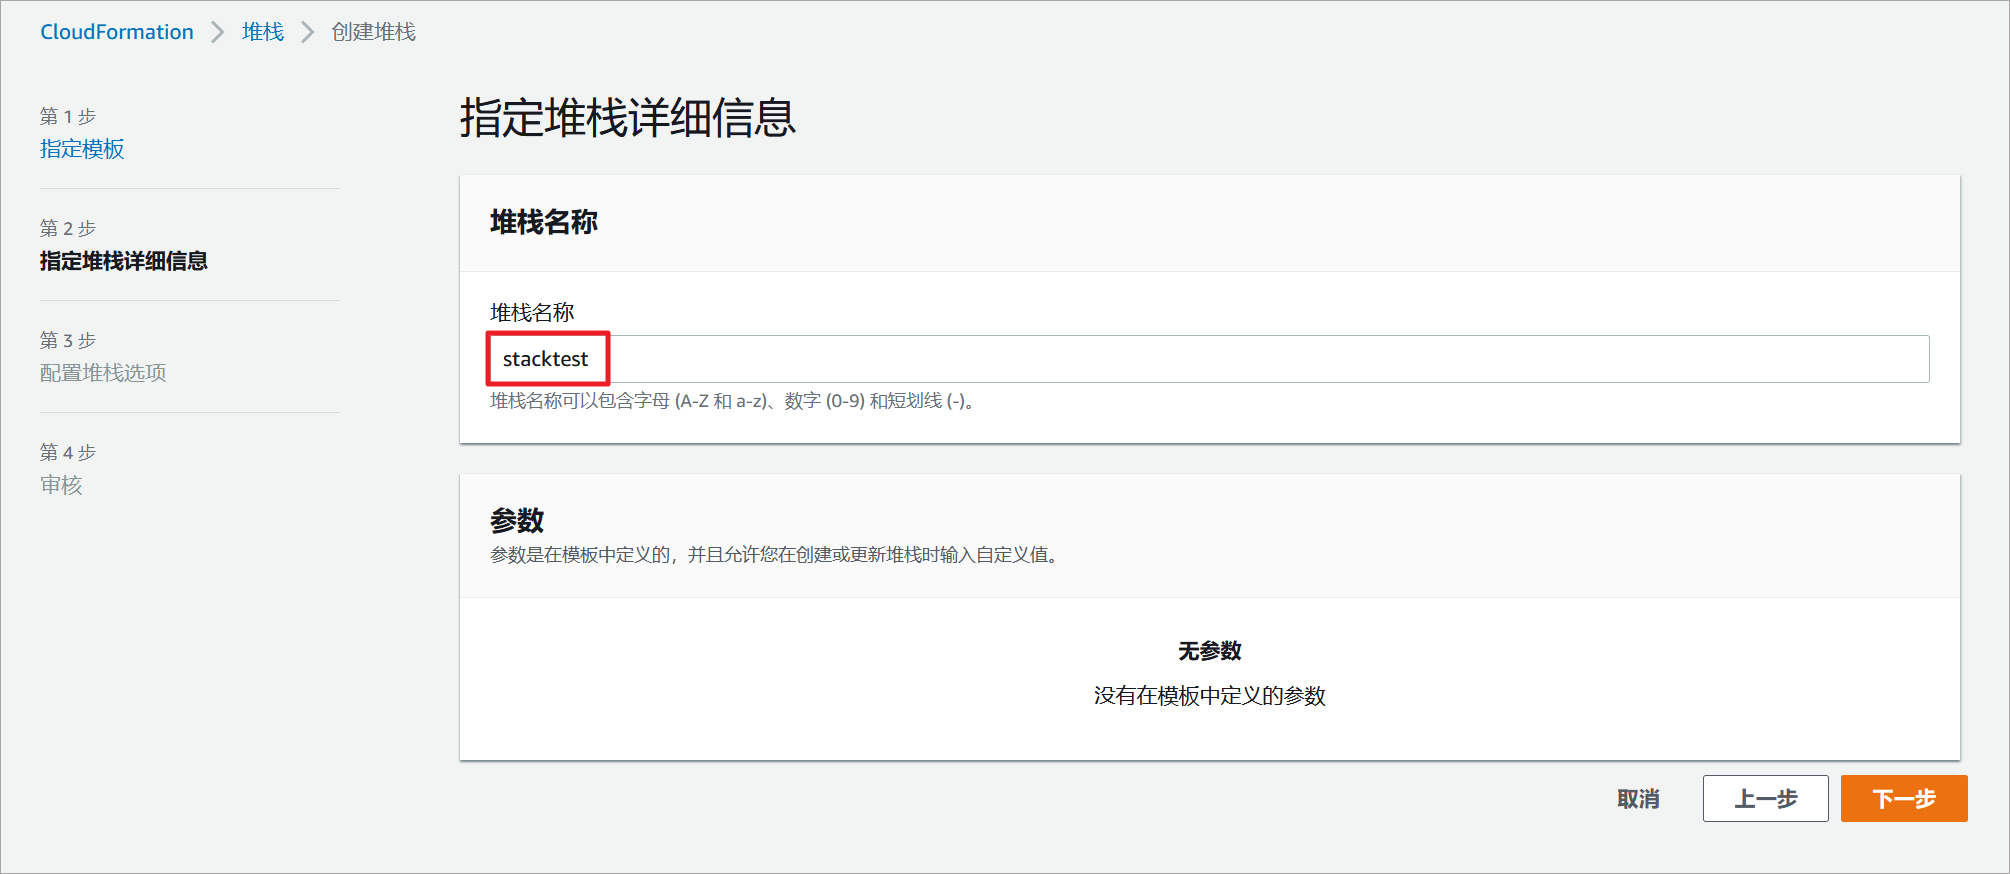 CloudFormation > 堆栈 > 创建堆栈
第 1 步
指定模板
第 2 步
指定堆栈详细信息
第 3 步
配置堆栈选项
第 4 步
审核
指定堆栈详细信息
堆栈名称
堆栈名称
stacktest
堆栈名称可以包含字母 (A-Z 和 a-z)、数字 (0-9) 和短划线 (-)。
参数
参数是在模板中定义的，并且允许您在创建或更新堆栈时输入自定义值。
无参数
没有在模板中定义的参数
取消 上一步 下一步